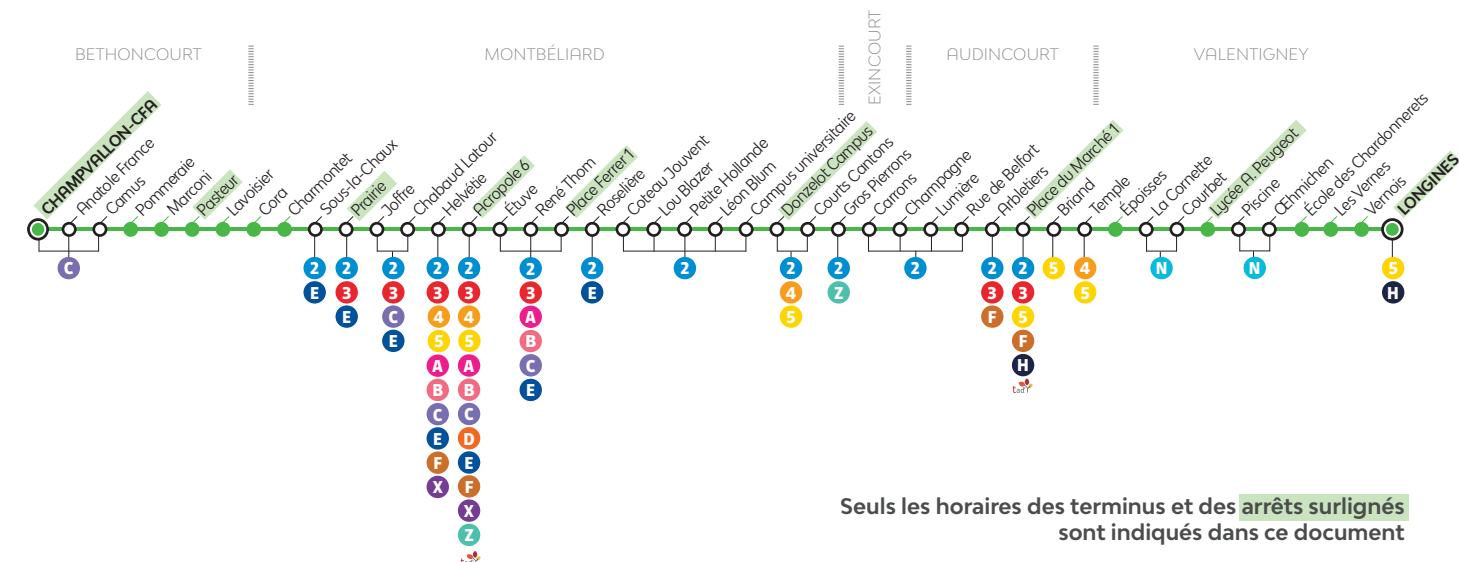 BETHONCOURT
MONTBÉLIARD
EXINCOURT
AUDINCOURT
VALENTIGNEY
CHAMPVALLON-CFA
Anatole France
Camus
Pommeraie
Marconi
Pasteur
Lavoisier
Cora
Charmontet
Sous-la-Chaux
Prairie
Joffre
Chabaud Latour
Helvétie
Acropole 6
Étuve
René Thom
Place Ferrer 1
Roselière
Coteau Jouvent
Lou Blazer
Petite Hollande
Léon Blum
Campus universitaire
Donzelot Campus
Courts Cantons
Gros Pierrons
Carrons
Champagne
Lumière
Rue de Belfort
Arbletiers
Place du Marché 1
Briand
Temple
Époisses
La Cornette
Courbet
Lycée A. Peugeot
Piscine
Œhmichen
École des Chardonnerets
Les Vernes
Vernois
LONGINES
C
2
E
2
3
E
2
3
C
E
2
3
4
5
A
B
C
E
F
X
2
3
4
5
A
B
C
D
E
F
X
Z
tad
2
3
A
B
C
E
2
E
2
2
4
5
2
Z
2
2
3
F
2
3
5
F
H
tad
5
4
5
N
N
5
H
Seuls les horaires des terminus et des arrêts surlignés
sont indiqués dans ce document